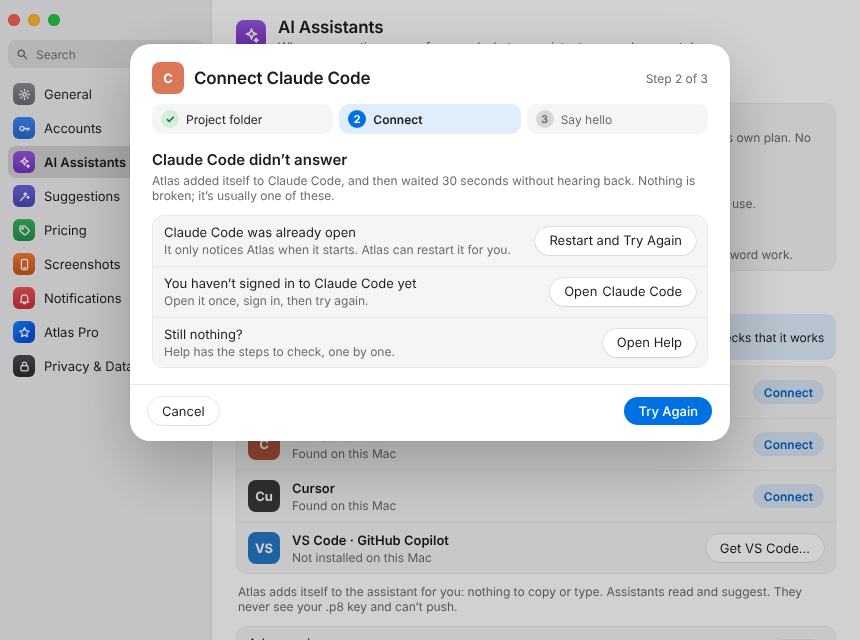 AI Assistants
Search
General
Accounts
AI Assistants
Suggestions
Pricing
Screenshots
Notifications
Atlas Pro
Privacy & Data
C
Connect Claude Code
Step 2 of 3
Project folder
2
Connect
3
Say hello
Claude Code didn’t answer
Atlas added itself to Claude Code, and then waited 30 seconds without hearing back. Nothing is
broken; it’s usually one of these.
Claude Code was already open
It only notices Atlas when it starts. Atlas can restart it for you.
Restart and Try Again
You haven’t signed in to Claude Code yet
Open it once, sign in, then try again.
Open Claude Code
Still nothing?
Help has the steps to check, one by one.
Open Help
Cancel
Try Again
own plan. No
use.
word work.
that it works
Connect
C
Found on this Mac
Connect
Cu
Cursor
Found on this Mac
Connect
VS
VS Code · GitHub Copilot
Not installed on this Mac
Get VS Code…
Atlas adds itself to the assistant for you: nothing to copy or type. Assistants read and suggest. They
never see your .p8 key and can’t push.